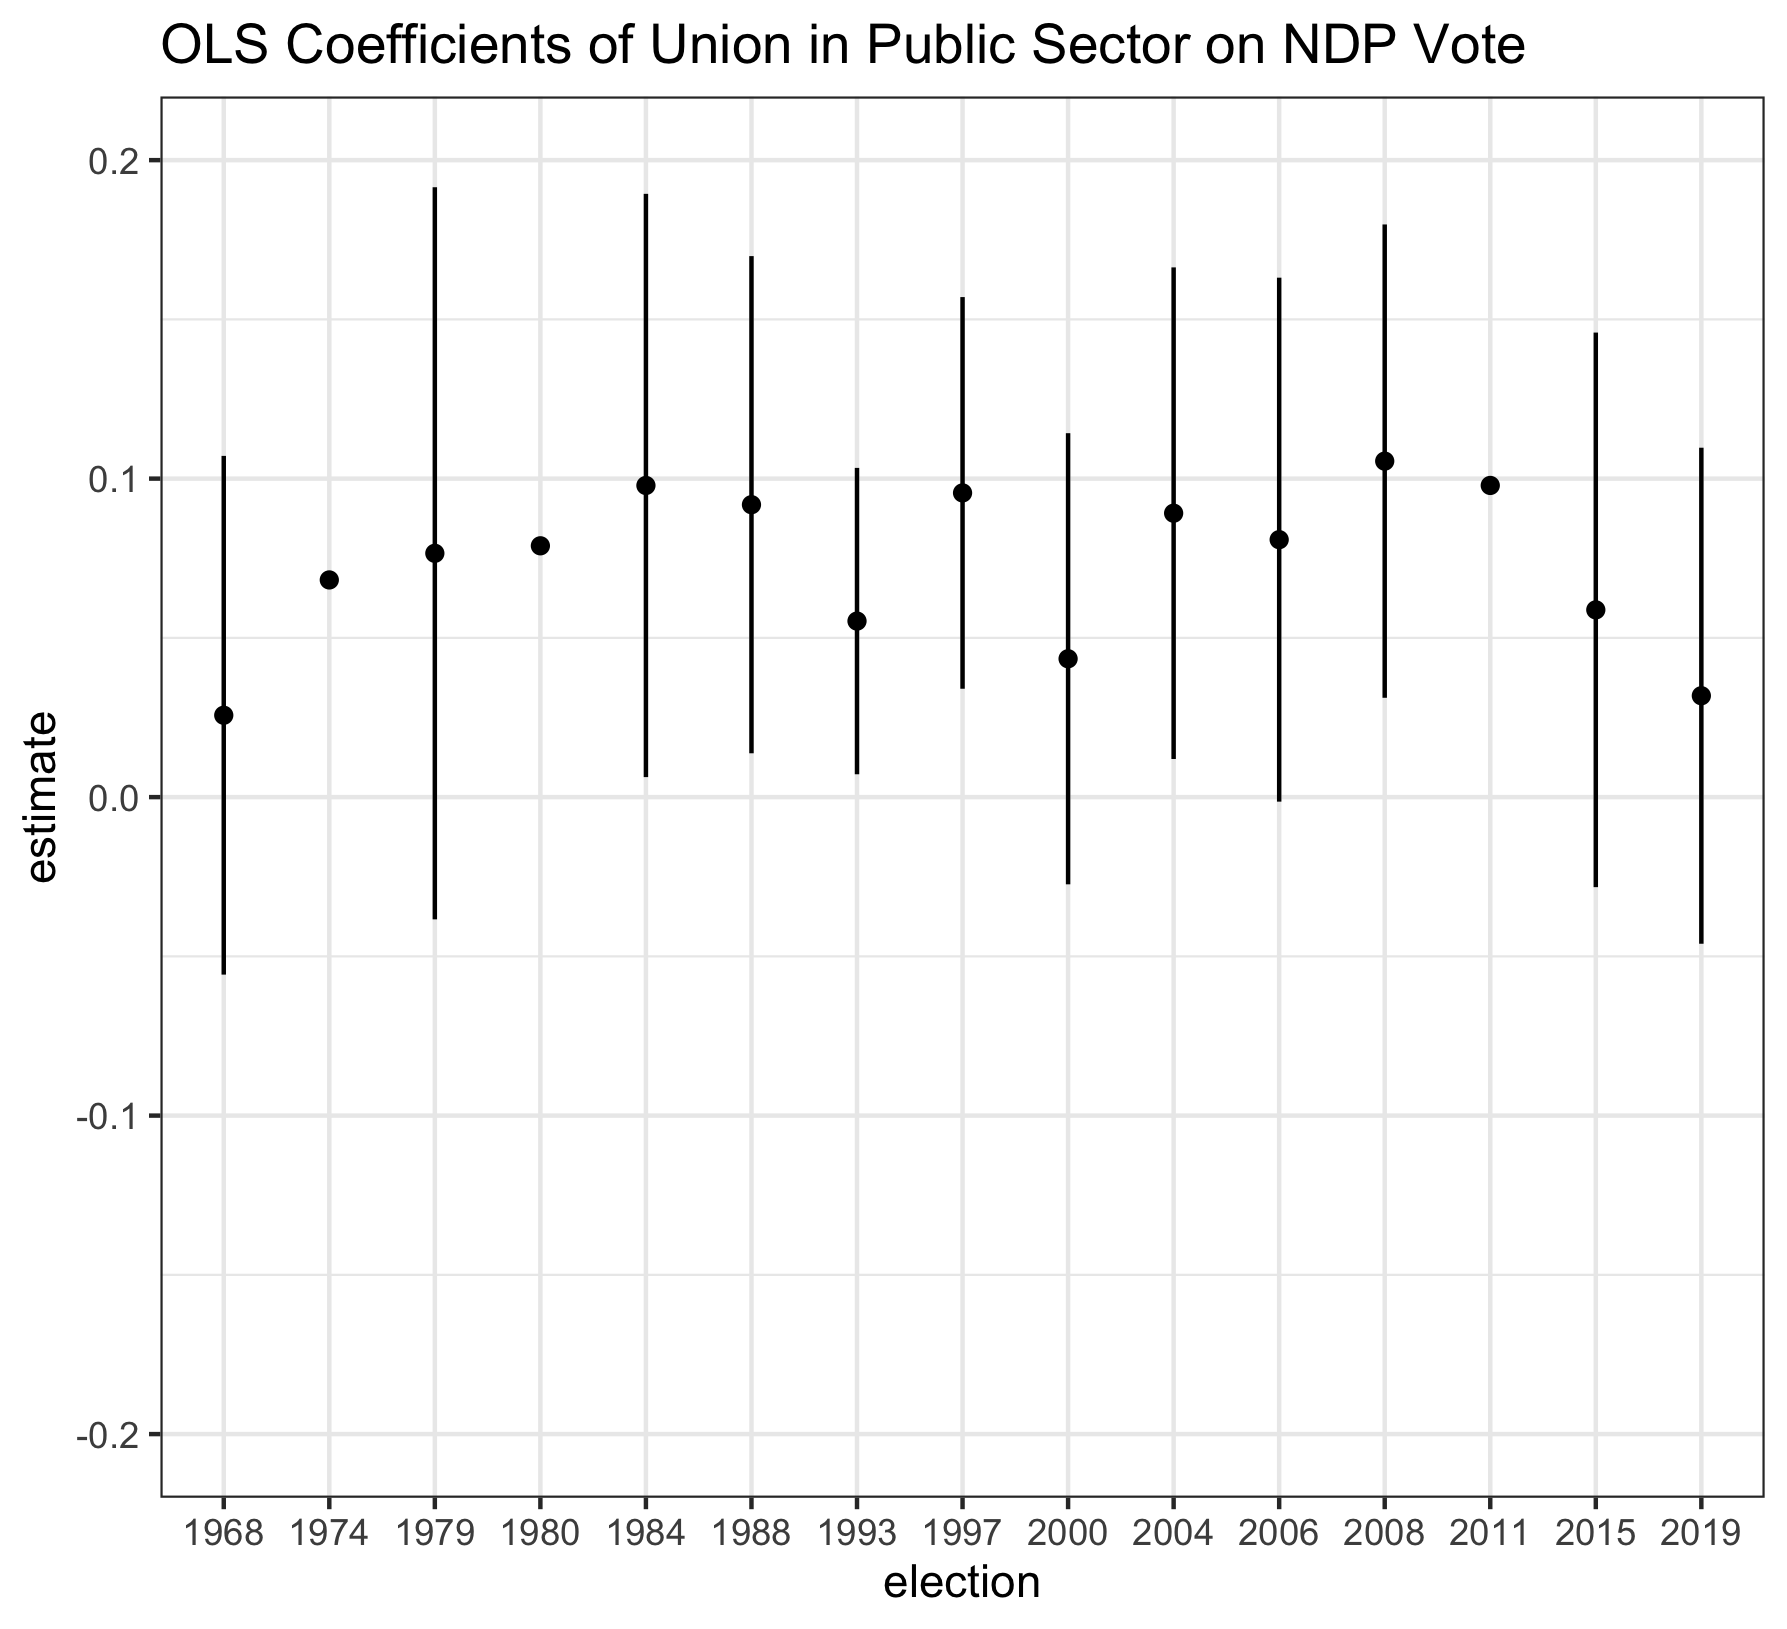 OLS Coefficients of Union in Public Sector on NDP Vote
0.2
0.1
0.0
-0.1
-0.2
estimate
1968 1974 1979 1980 1984 1988 1993 1997 2000 2004 2006 2008 2011 2015 2019
election